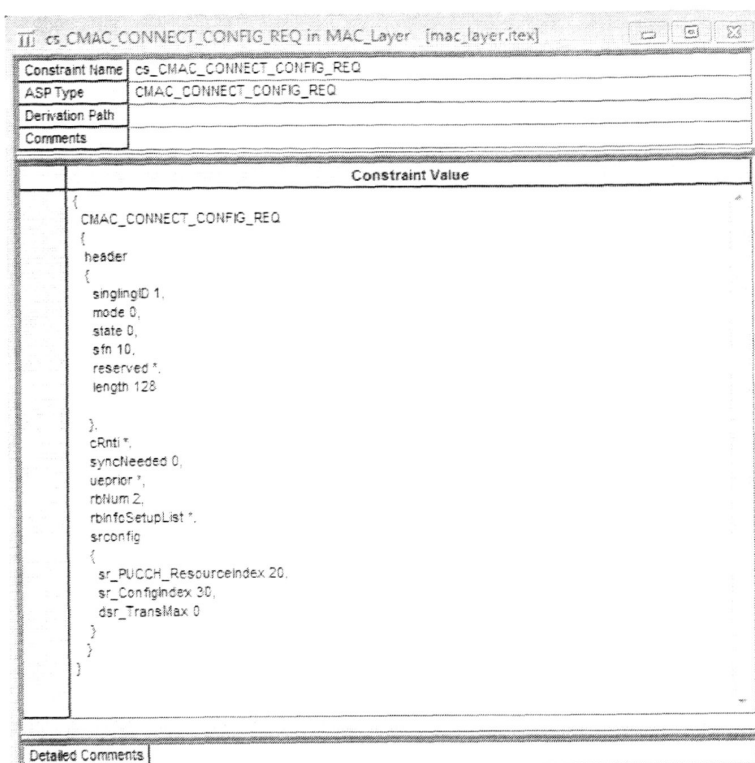 cs_CMAC_CONNECT_CONFIG_REQ in MAC_Layer [mac_layer.itex]
Constraint Name cs_CMAC_CONNECT_CONFIG_REQ
ASP Type CMAC_CONNECT_CONFIG_REQ
Derivation Path
Comments
Constraint Value
{
CMAC_CONNECT_CONFIG_REQ
{
header
{
singlingID 1,
mode 0,
state 0,
sfn 10,
reserved *,
length 128
},
cRnti *,
syncNeeded 0,
ueprior *,
rbNum 2,
rbInfoSetupList *,
srconfig
{
sr_PUCCH_ResourceIndex 20,
sr_ConfigIndex 30,
dsr_TransMax 0
}
}
}
Detailed Comments